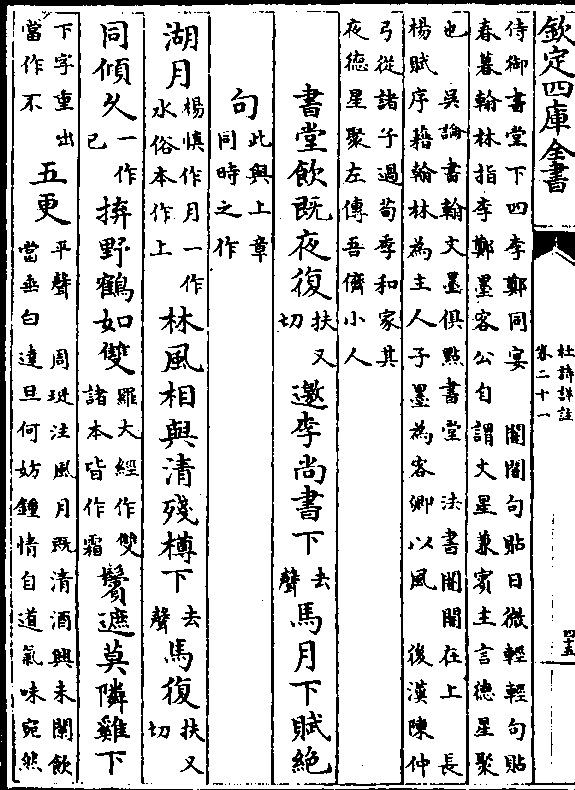 欽定四庫全書
杜詩詳註
卷二十一
四十五
侍御書堂下四李鄭同宴　闇闇句貼日微輕輕句貼
春暮翰林指李鄭墨客公自謂文星兼賓主言德星聚
也　吳論書翰文墨俱點書堂　法書闇闇在上　長
楊賦序藉翰林為主人子墨為客卿以風　後漢陳仲
弓從諸子過荀季和家其
夜德星聚左傳吾儕小人
書堂飲既夜復扶又切邀李尚書下去聲馬月下賦絕
句此與上章同時之作
湖月楊慎作月一作水俗本作上林風相與清殘樽下去聲馬復扶又切
同傾久一作已拚野鶴如雙羅大經作雙諸本皆作霜鬢遮莫隣雞下
下字重出當作不五更平聲　周珽注風月既清酒興未闌飲當垂白達旦何妨鍾情自道氣味宛然